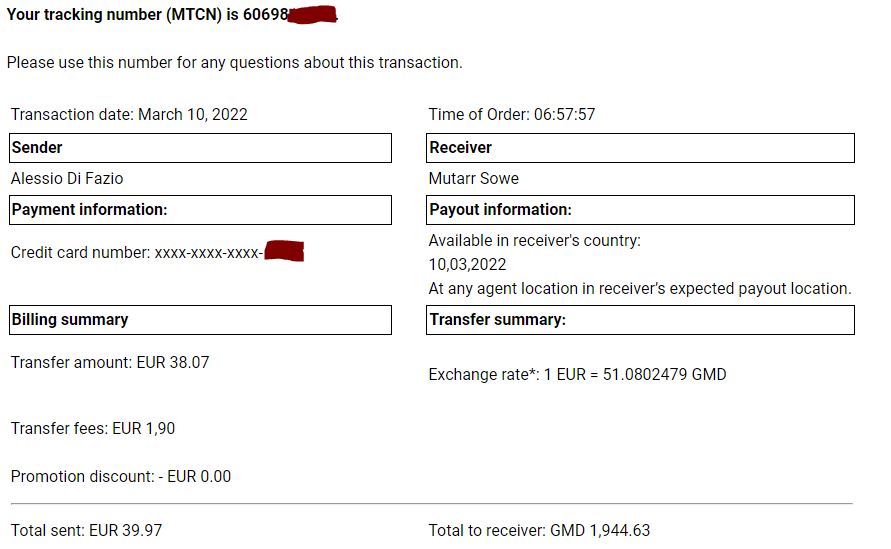 Your tracking number (MTCN) is 60698
Please use this number for any questions about this transaction.
Transaction date: March 10, 2022
Time of Order: 06:57:57
Sender
Receiver
Alessio Di Fazio
Mutarr Sowe
Payment information:
Payout information:
Credit card number: xxxx-xxxx-xxxx-
Available in receiver's country:
10,03,2022
At any agent location in receiver's expected payout location.
Billing summary
Transfer summary:
Transfer amount: EUR 38.07
Exchange rate*: 1 EUR = 51.0802479 GMD
Transfer fees: EUR 1,90
Promotion discount: - EUR 0.00
Total sent: EUR 39.97
Total to receiver: GMD 1,944.63